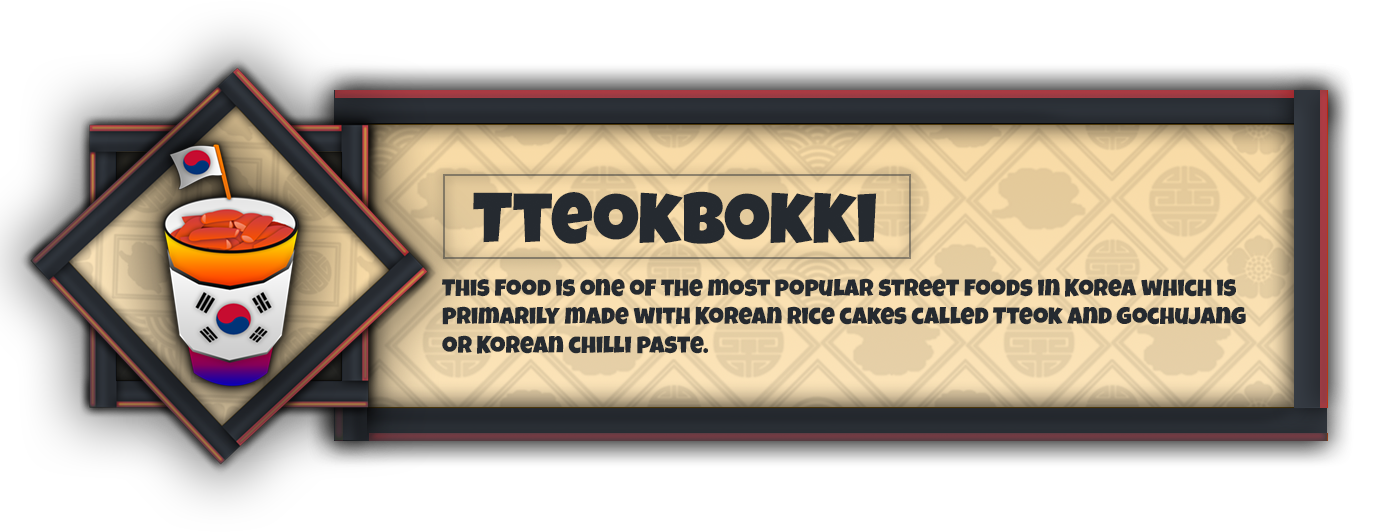 Tteokbokki
This food is one of the most popular street foods in Korea which is
primarily made with Korean rice cakes called tteok and gochujang
or Korean chilli paste.